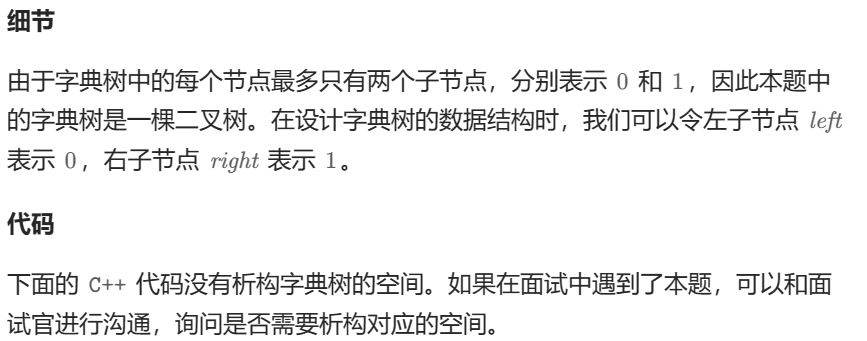 细节
由于字典树中的每个节点最多只有两个子节点，分别表示 0 和 1，因此本题中
的字典树是一棵二叉树。在设计字典树的数据结构时，我们可以令左子节点 left
表示 0，右子节点 right 表示 1。
代码
下面的 C++ 代码没有析构字典树的空间。如果在面试中遇到了本题，可以和面
试官进行沟通，询问是否需要析构对应的空间。